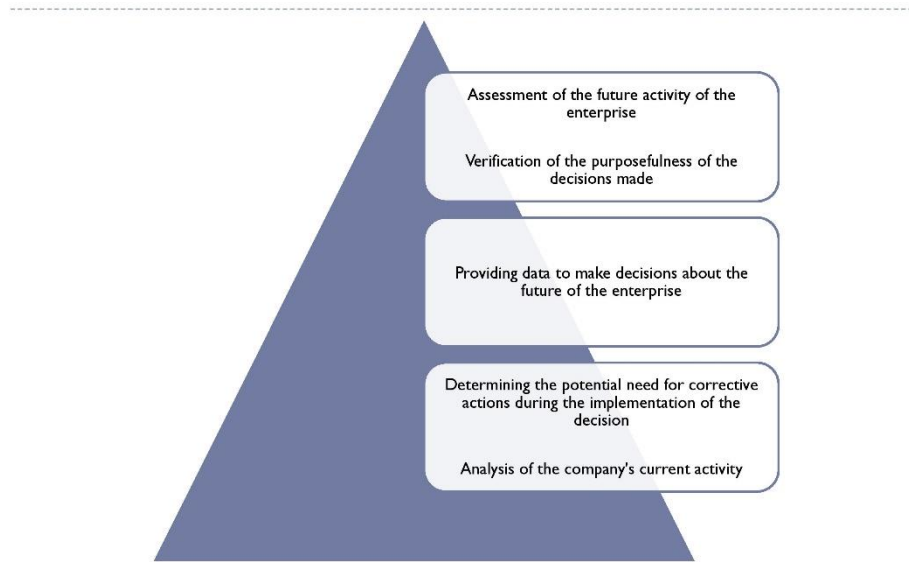 Assessment of the future activity of the
enterprise
Verification of the purposefulness of the
decisions made
Providing data to make decisions about the
future of the enterprise
Determining the potential need for corrective
actions during the implementation of the
decision
Analysis of the company's current activity